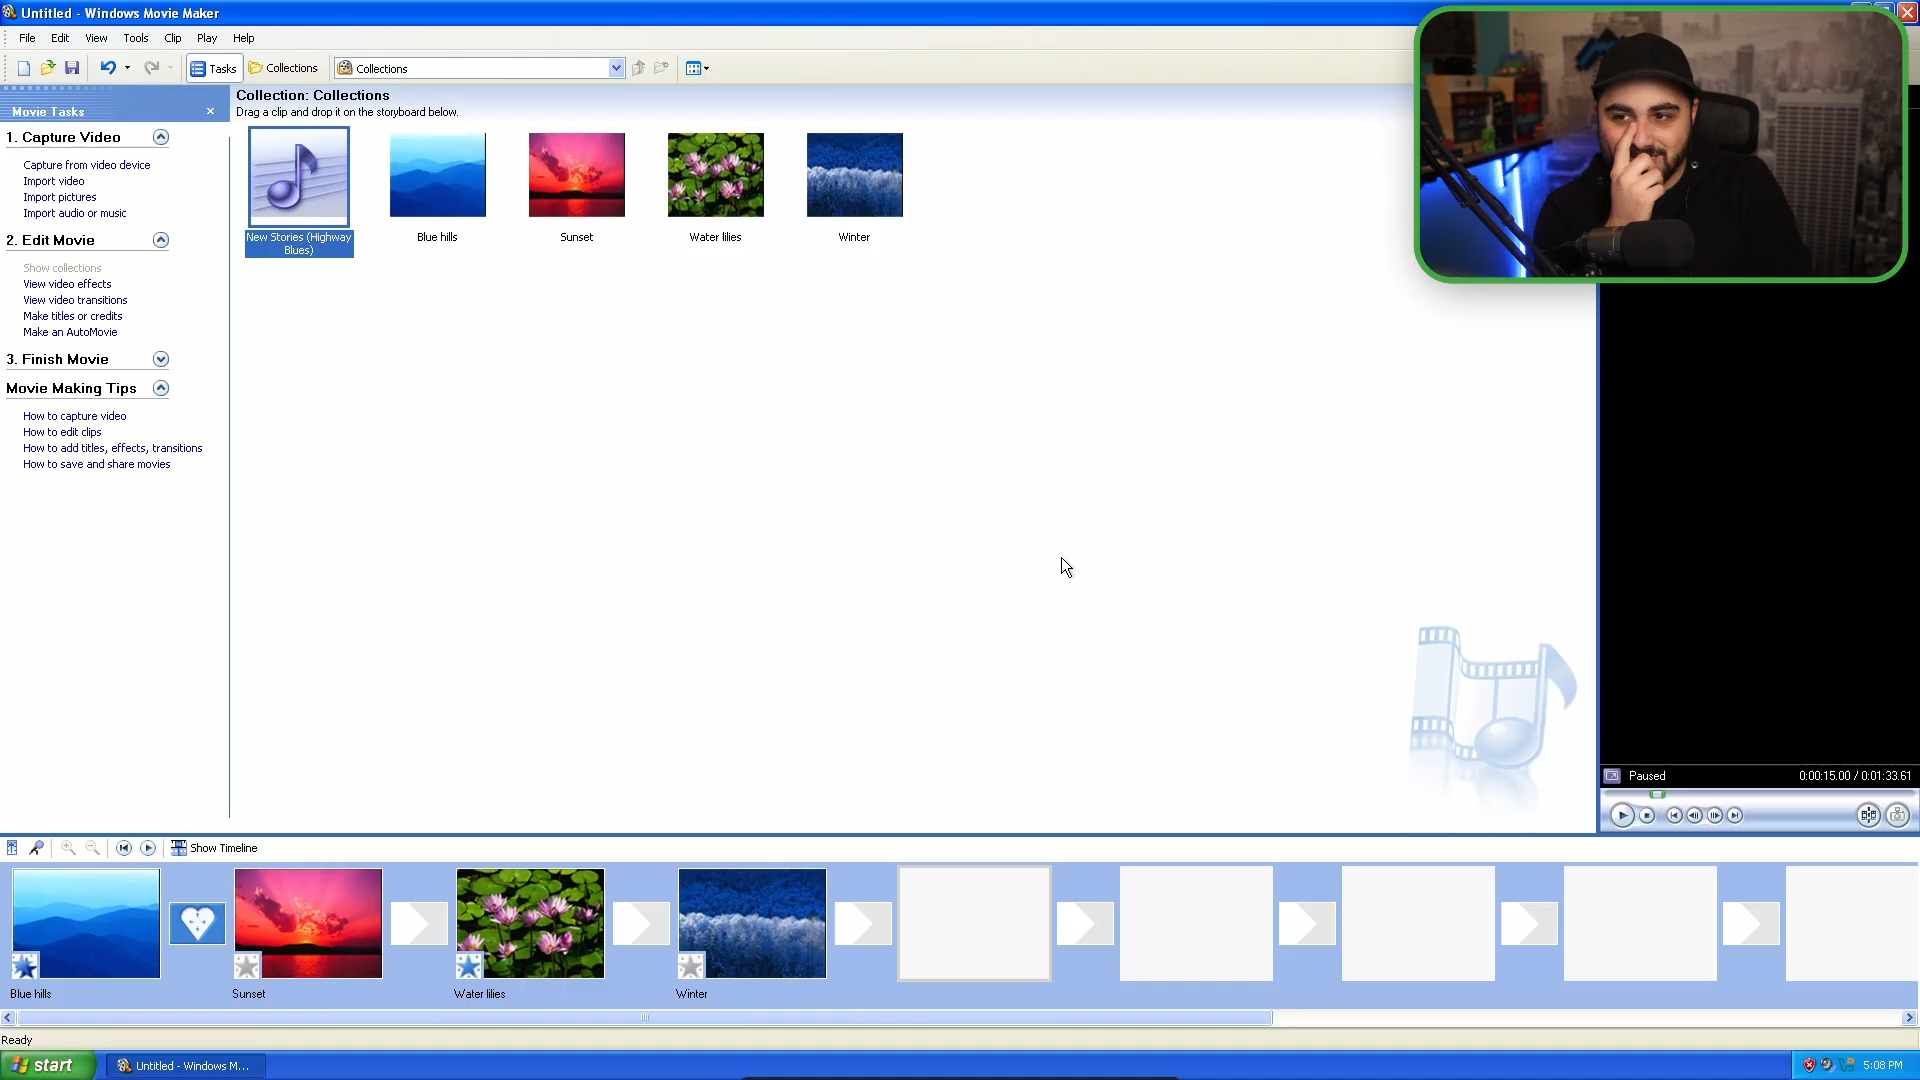 Untitled - Windows Movie Maker
File Edit View Tools Clip Play Help
Tasks Collections Collections
Movie Tasks
1. Capture Video
Capture from video device
Import video
Import pictures
Import audio or music
2. Edit Movie
Show collections
View video effects
View video transitions
Make titles or credits
Make an AutoMovie
3. Finish Movie
Movie Making Tips
How to capture video
How to edit clips
How to add titles, effects, transitions
How to save and share movies
Collection: Collections
Drag a clip and drop it on the storyboard below.
New Stories (Highway
Blues)
Blue hills
Sunset
Water lilies
Winter
Paused 0:00:15.00 / 0:01:33.61
Show Timeline
Blue hills
Sunset
Water lilies
Winter
Ready
start Untitled - Windows M... 5:08 PM